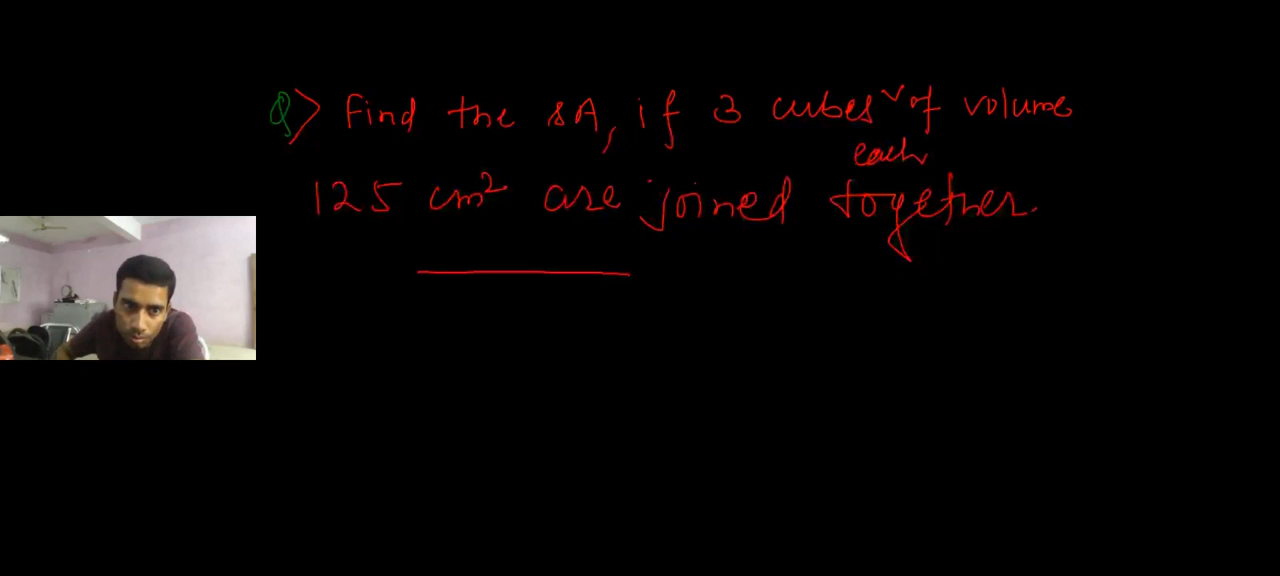 Q> Find the SA, if 3 cubes of volume
each
125 cm² are joined together.